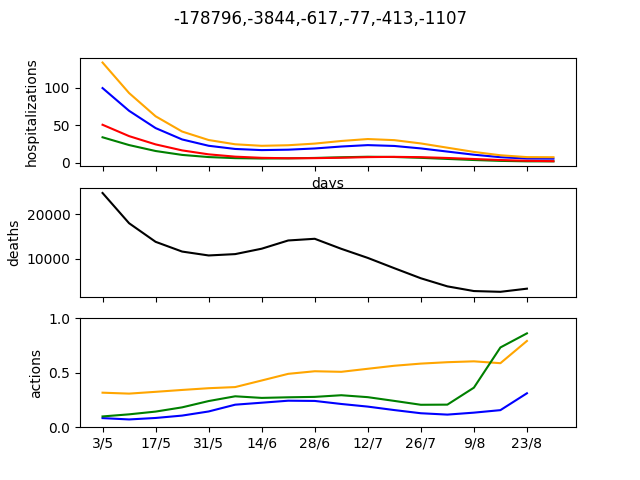 -178796,-3844,-617,-77,-413,-1107
hospitalizations
100
50
0
days
deaths
20000
10000
actions
1.0
0.5
0.0
3/5 17/5 31/5 14/6 28/6 12/7 26/7 9/8 23/8